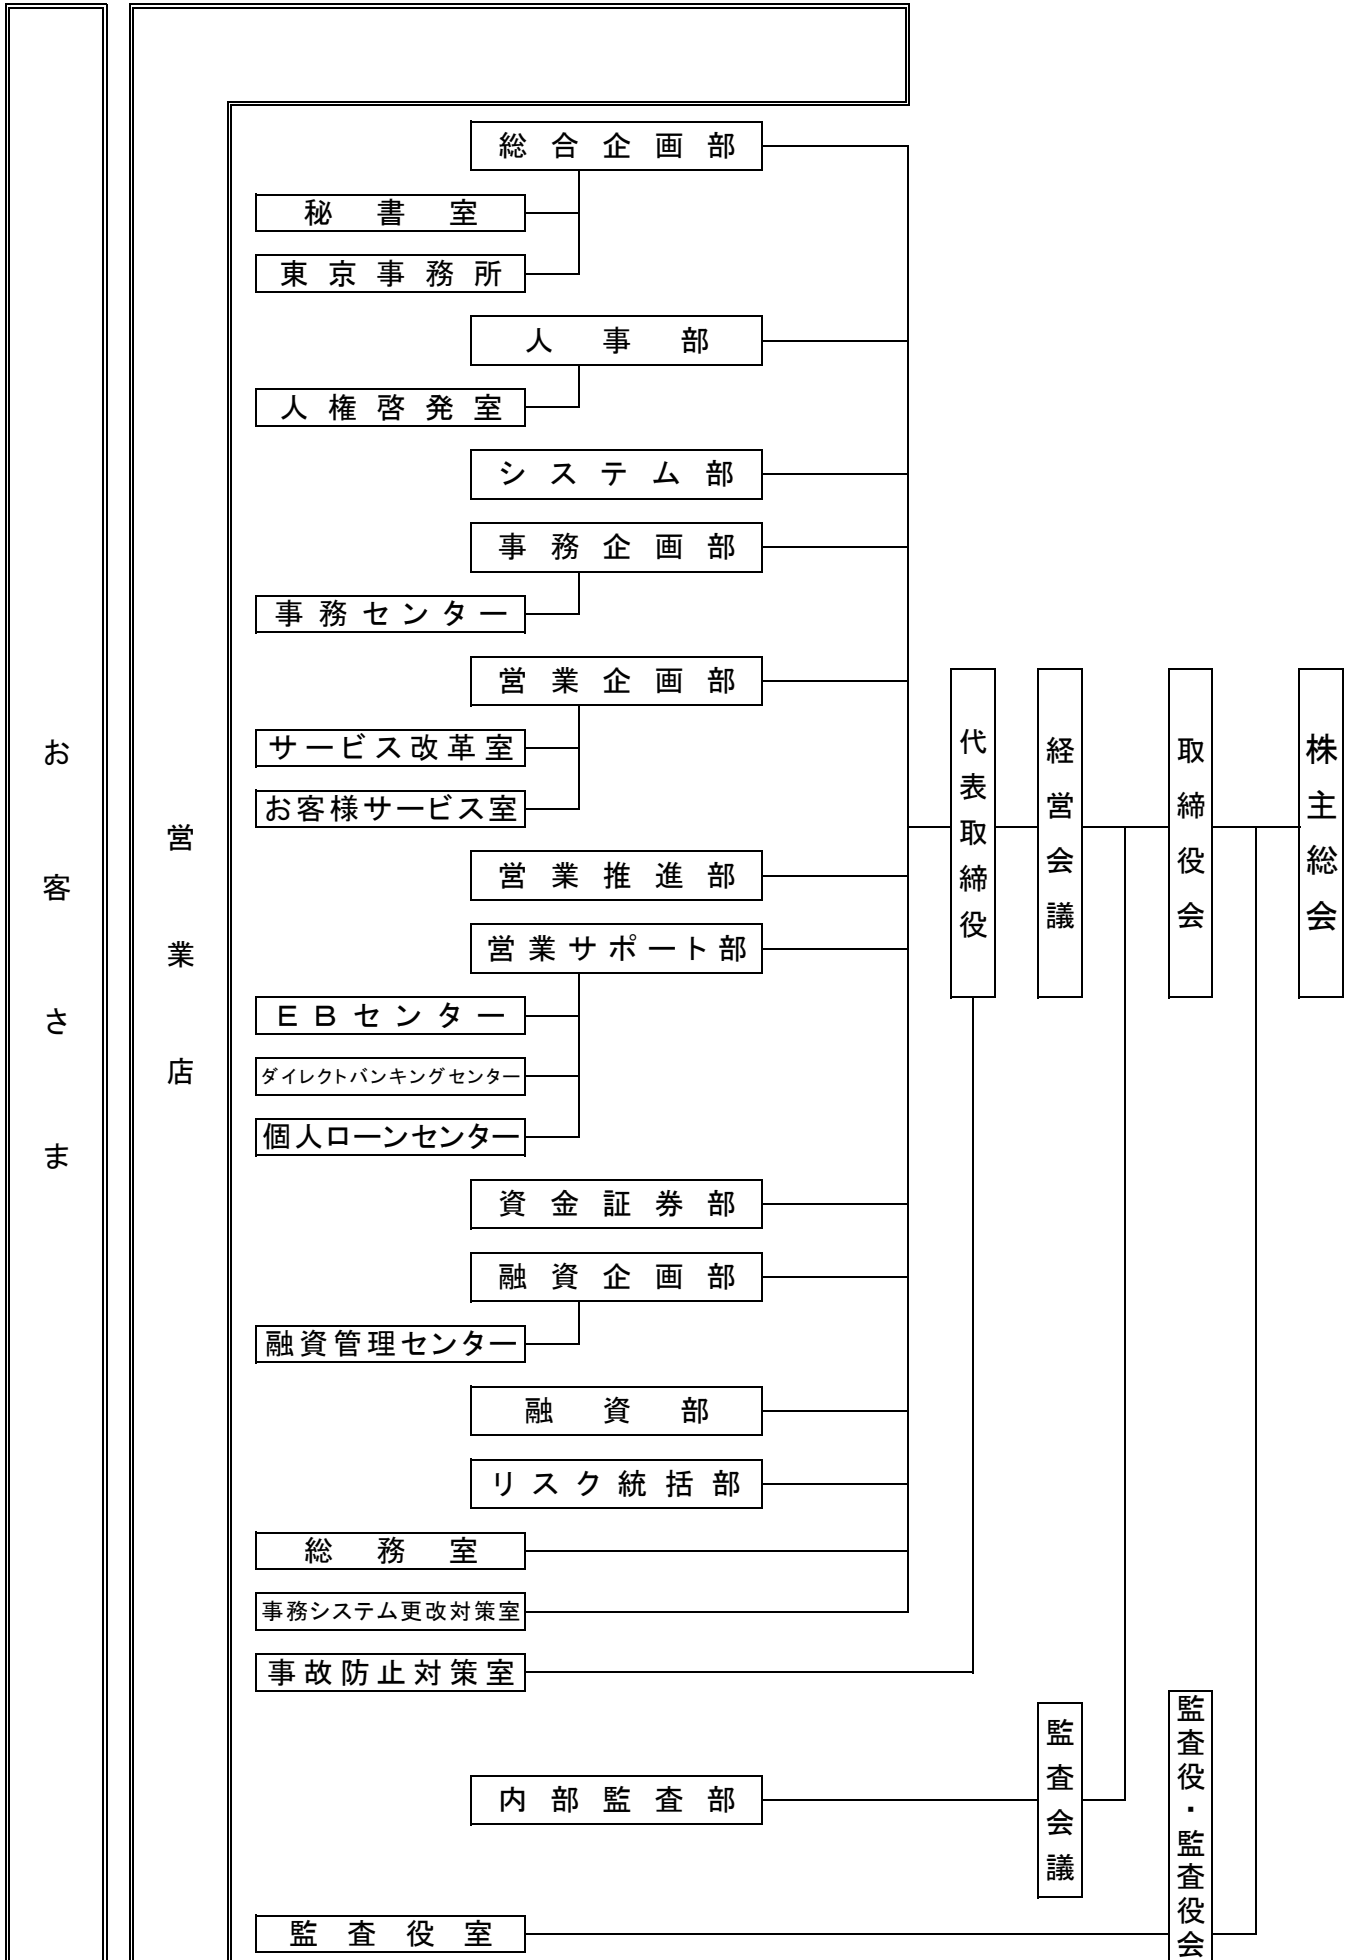 お客さま
営業店
総合企画部
秘書室
東京事務所
人事部
人権啓発室
システム部
事務企画部
事務センター
営業企画部
サービス改革室
お客様サービス室
営業推進部
営業サポート部
ＥＢセンター
ダイレクトバンキングセンター
個人ローンセンター
資金証券部
融資企画部
融資管理センター
融資部
リスク統括部
総務室
事務システム更改対策室
事故防止対策室
内部監査部
監査役室
代表取締役
経営会議
取締役会
株主総会
監査会議
監査役・監査役会